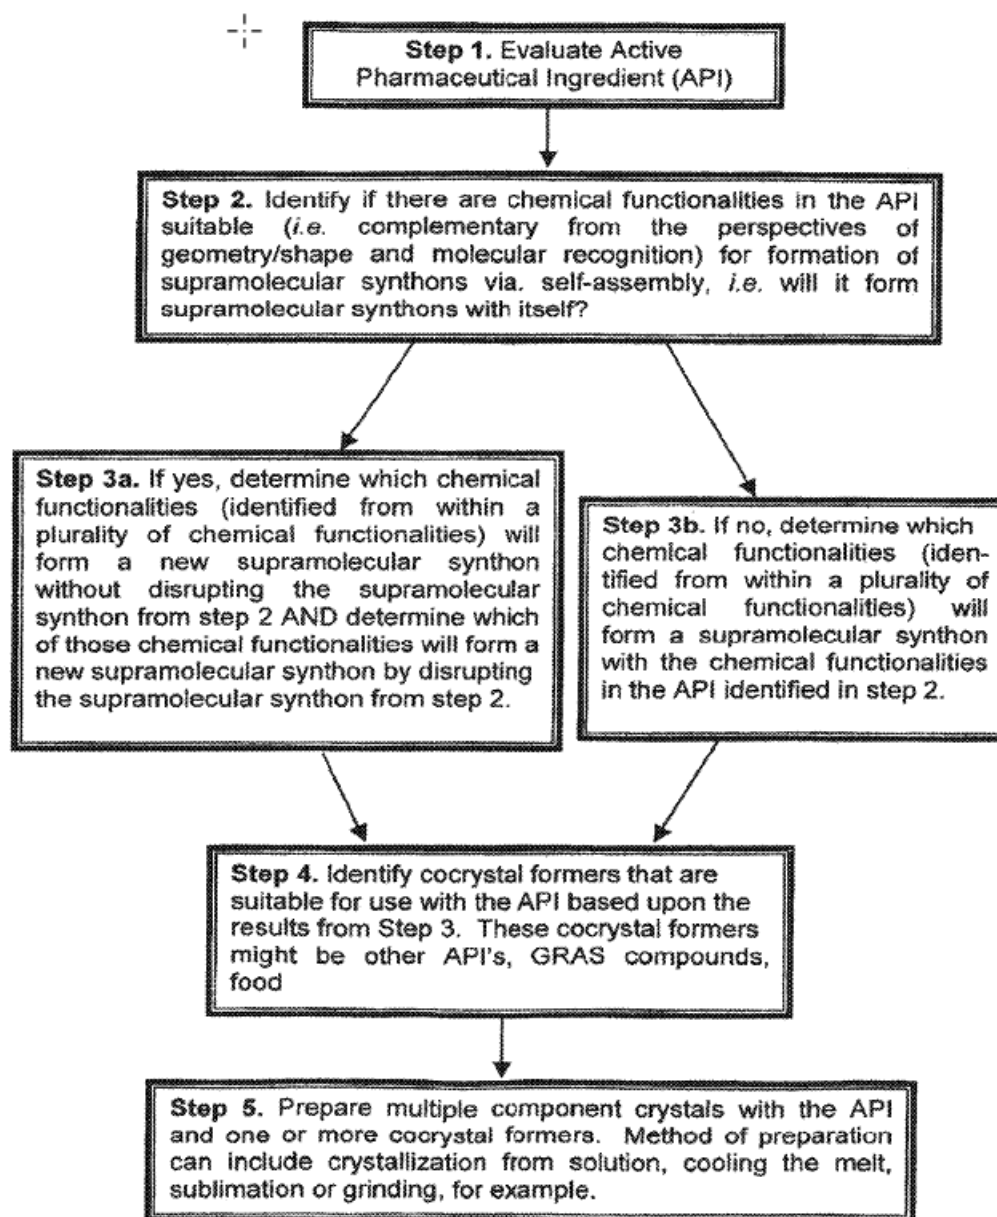 Step 1. Evaluate Active
Pharmaceutical Ingredient (API)
Step 2. Identify if there are chemical functionalities in the API
suitable (i.e. complementary from the perspectives of
geometry/shape and molecular recognition) for formation of
supramolecular synthons via. self-assembly, i.e. will it form
supramolecular synthons with itself?
Step 3a. If yes, determine which chemical
functionalities (identified from within a
plurality of chemical functionalities) will
form a new supramolecular synthon
without disrupting the supramolecular
synthon from step 2 AND determine which
of those chemical functionalities will form a
new supramolecular synthon by disrupting
the supramolecular synthon from step 2.
Step 3b. If no, determine which
chemical functionalities (iden-
tified from within a plurality of
chemical functionalities) will
form a supramolecular synthon
with the chemical functionalities
in the API identified in step 2.
Step 4. Identify cocrystal formers that are
suitable for use with the API based upon the
results from Step 3. These cocrystal formers
might be other API's, GRAS compounds,
food
Step 5. Prepare multiple component crystals with the API
and one or more cocrystal formers. Method of preparation
can include crystallization from solution, cooling the melt,
sublimation or grinding, for example.